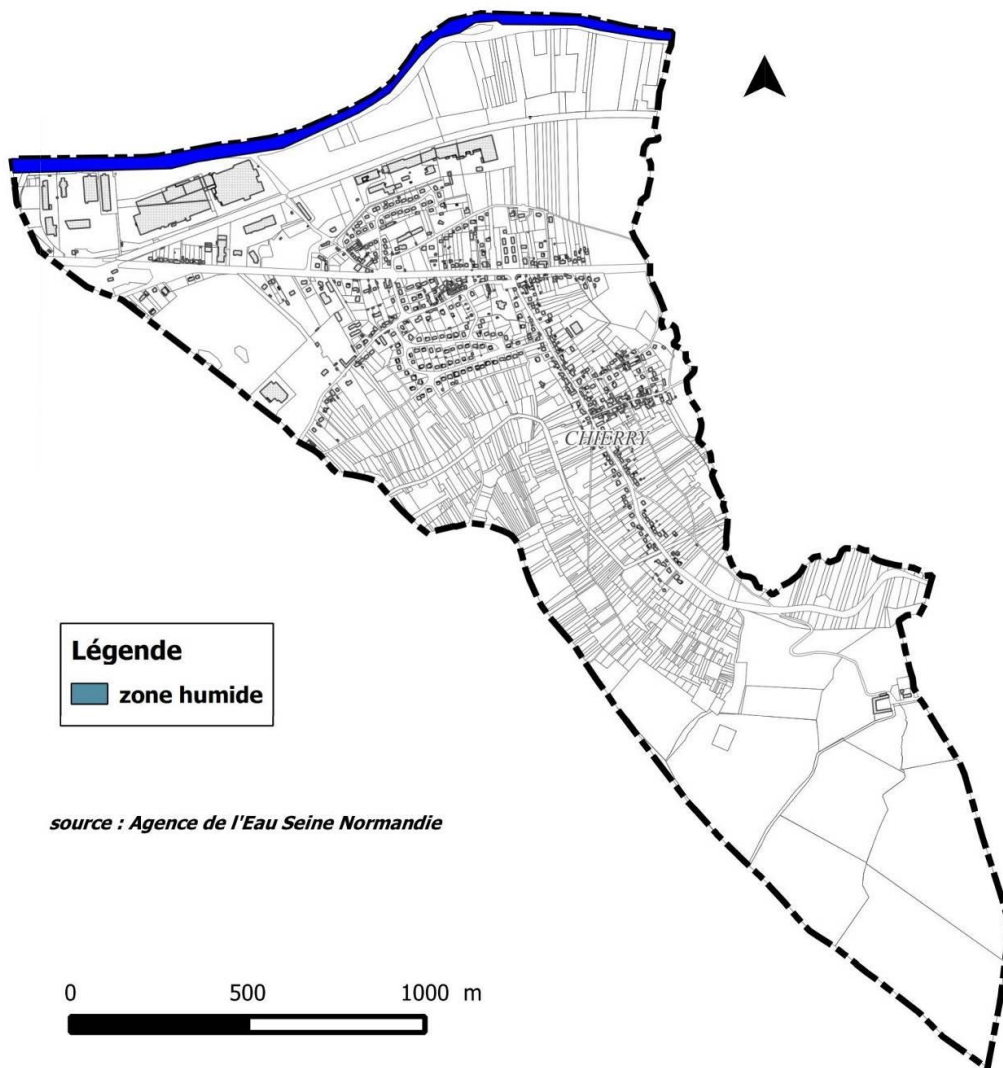 CHIERRY
Légende
zone humide
source : Agence de l'Eau Seine Normandie
0 500 1000 m